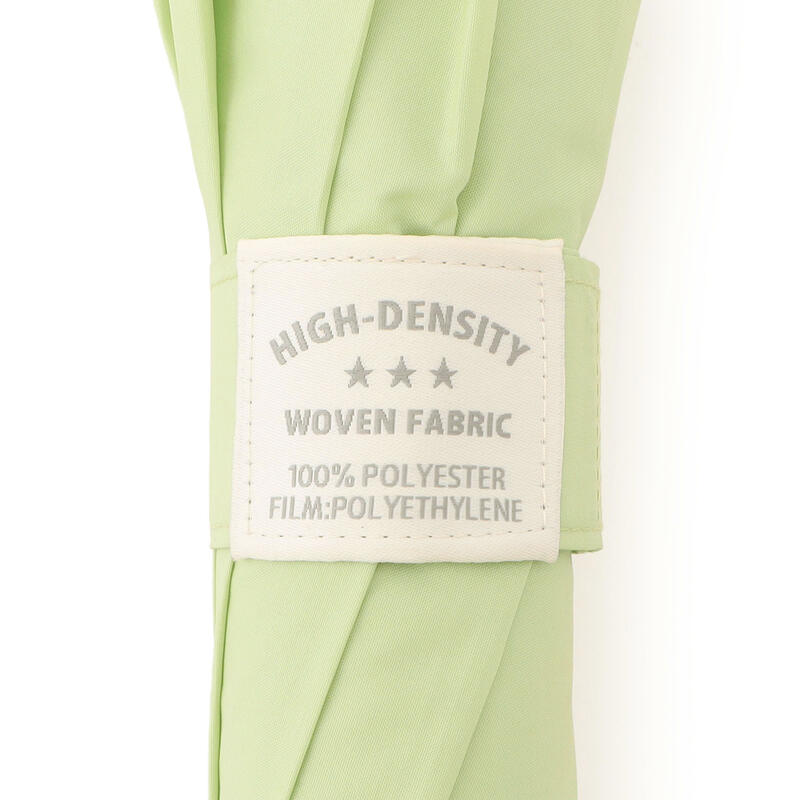 HIGH-DENSITY
★★★
WOVEN FABRIC
100% POLYESTER
FILM:POLYETHYLENE